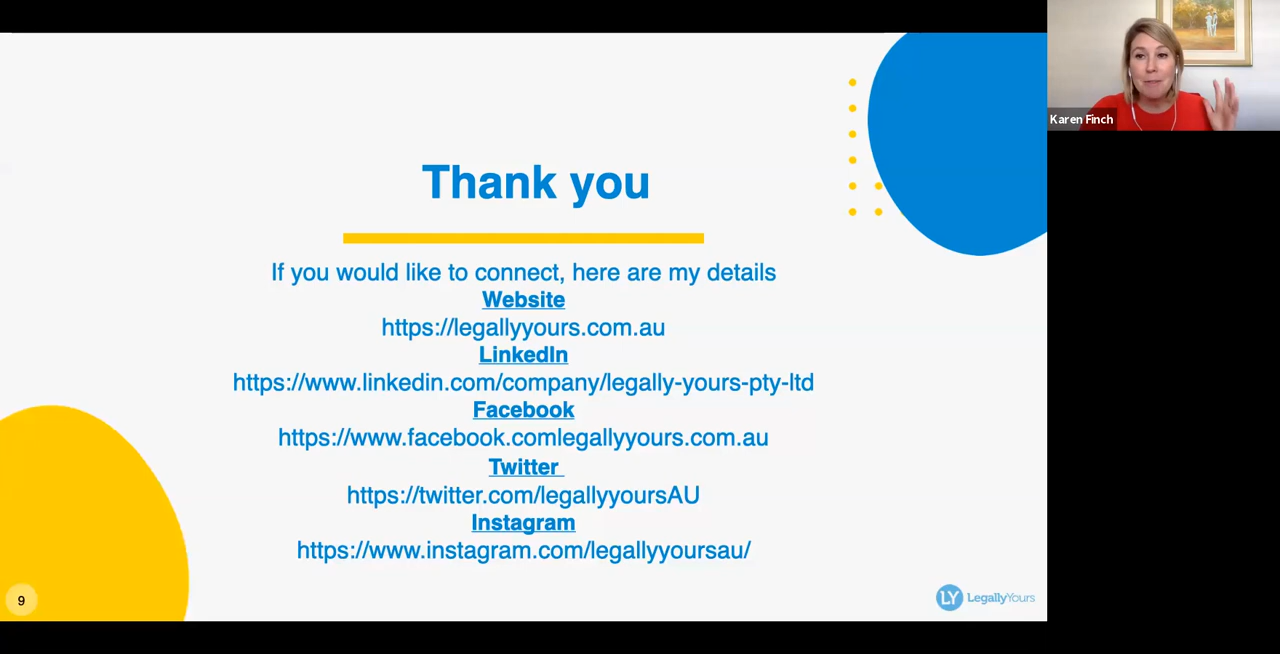 Thank you
If you would like to connect, here are my details
Website
https://legallyyours.com.au
LinkedIn
https://www.linkedin.com/company/legally-yours-pty-ltd
Facebook
https://www.facebook.comlegallyyours.com.au
Twitter
https://twitter.com/legallyyoursAU
Instagram
https://www.instagram.com/legallyyoursau/
9
LY LegallyYours
Karen Finch